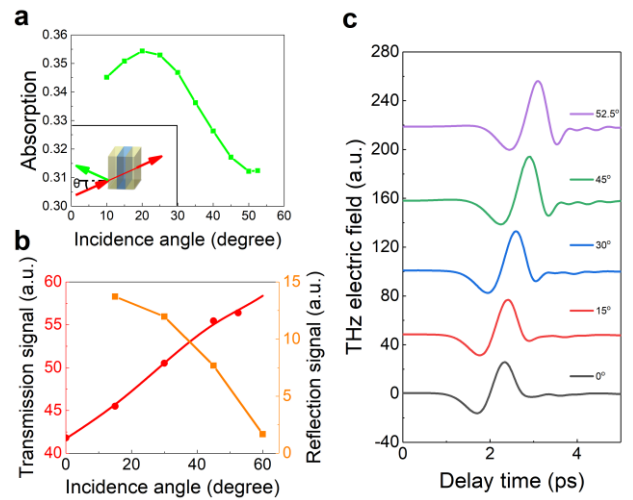 a
0.36
0.35
0.34
0.33
0.32
0.31
0.30
Absorption
θ
0 10 20 30 40 50 60
Incidence angle (degree)
b
60
55
50
45
40
Transmission signal (a.u.)
15
10
5
0
Reflection signal (a.u.)
0 20 40 60
Incidence angle (degree)
c
280
240
200
160
120
80
40
0
-40
THz electric field (a.u.)
52.5°
45°
30°
15°
0°
0 2 4
Delay time (ps)